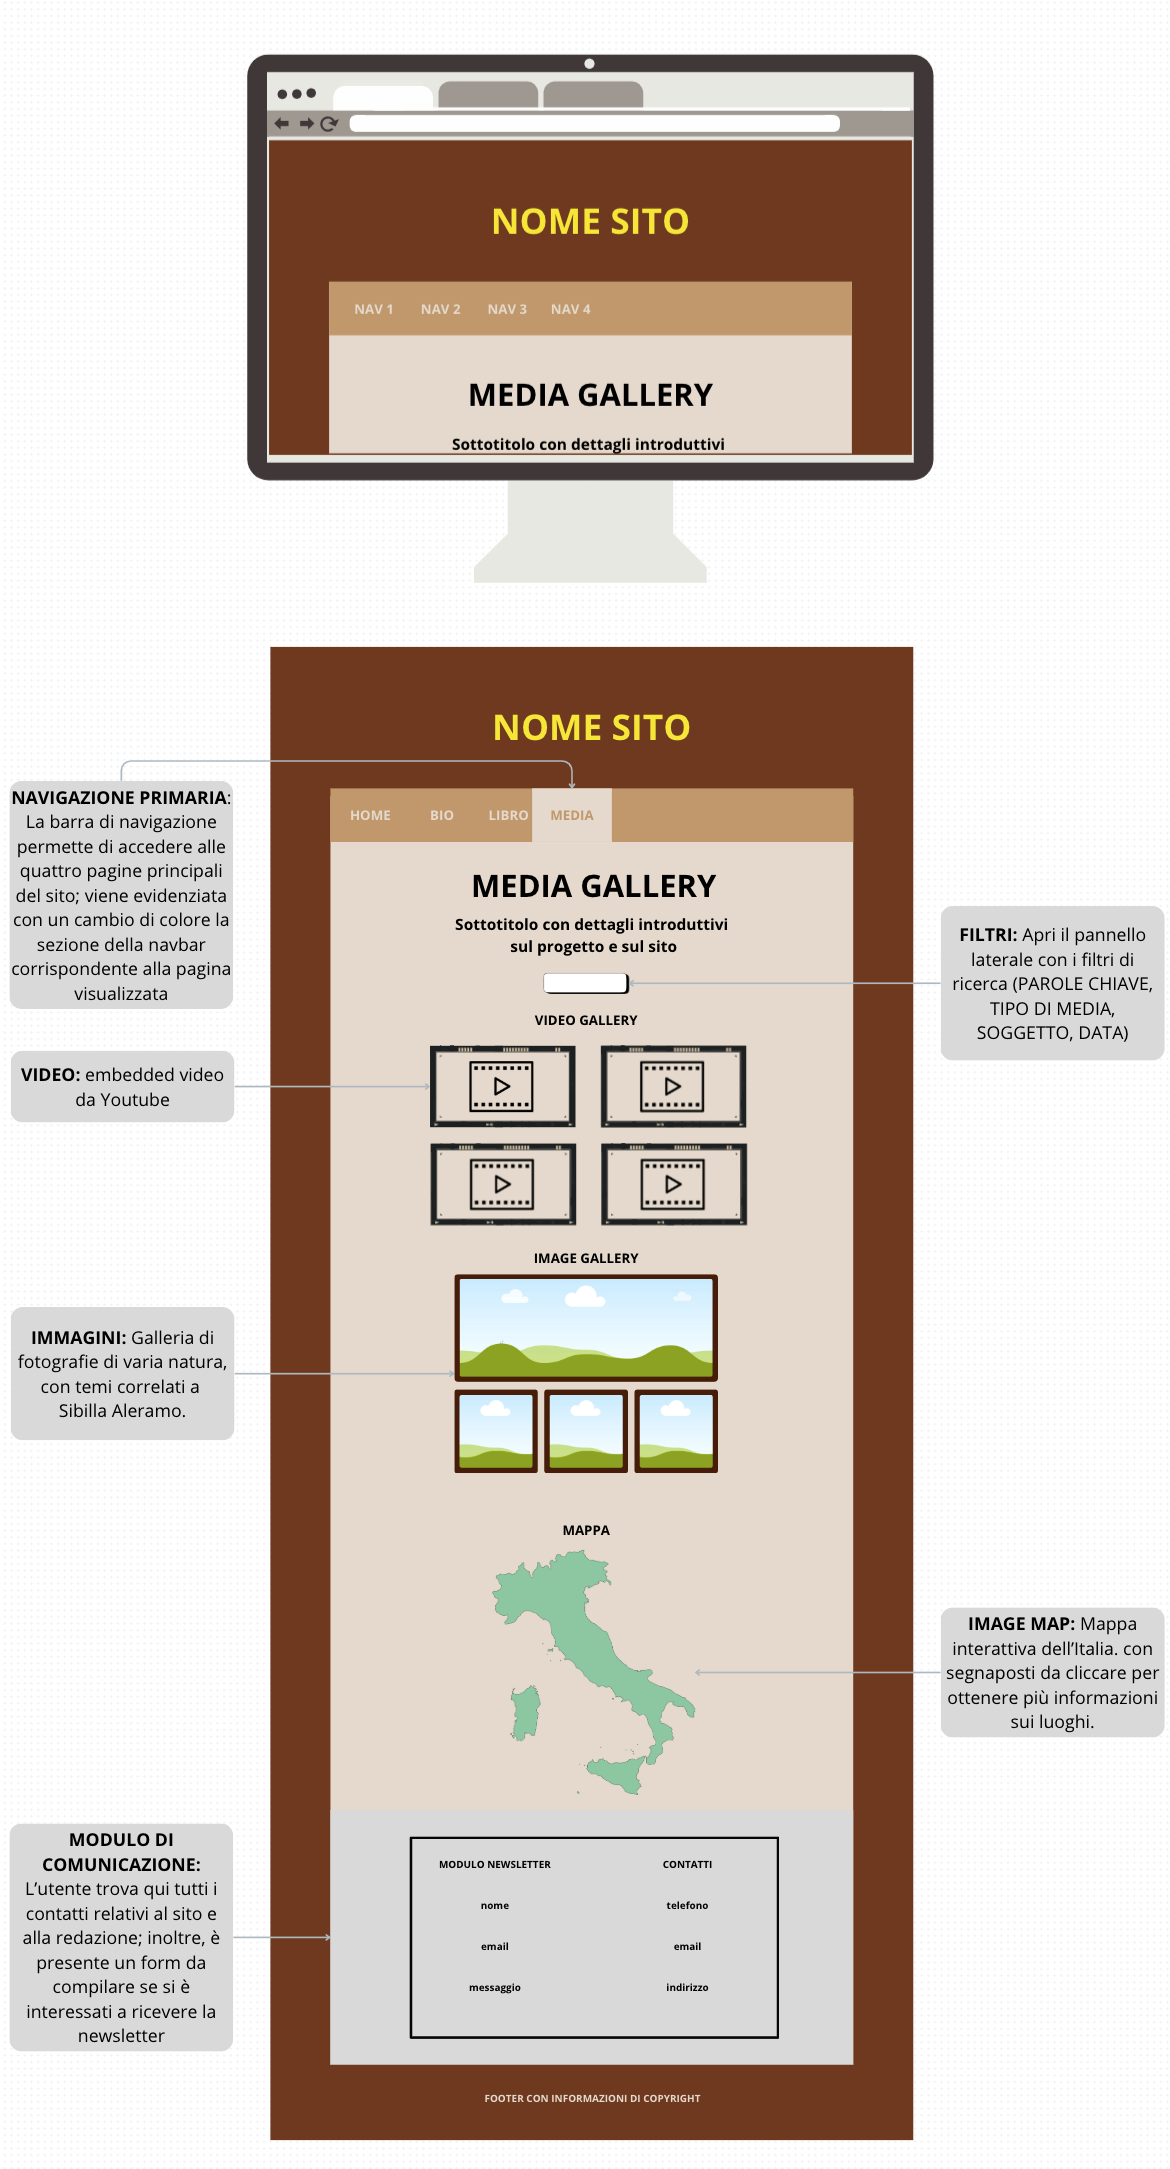 NOME SITO
NAV 1 NAV 2 NAV 3 NAV 4
MEDIA GALLERY
Sottotitolo con dettagli introduttivi
NOME SITO
NAVIGAZIONE PRIMARIA:
La barra di navigazione
permette di accedere alle
quattro pagine principali
del sito; viene evidenziata
con un cambio di colore la
sezione della navbar
corrispondente alla pagina
visualizzata
HOME BIO LIBRO MEDIA
MEDIA GALLERY
Sottotitolo con dettagli introduttivi
sul progetto e sul sito
FILTRI: Apri il pannello
laterale con i filtri di
ricerca (PAROLE CHIAVE,
TIPO DI MEDIA,
SOGGETTO, DATA)
VIDEO GALLERY
VIDEO: embedded video
da Youtube
IMAGE GALLERY
IMMAGINI: Galleria di
fotografie di varia natura,
con temi correlati a
Sibilla Aleramo.
MAPPA
IMAGE MAP: Mappa
interattiva dell'Italia. con
segnaposti da cliccare per
ottenere più informazioni
sui luoghi.
MODULO DI
COMUNICAZIONE:
L'utente trova qui tutti i
contatti relativi al sito e
alla redazione; inoltre, è
presente un form da
compilare se si è
interessati a ricevere la
newsletter
MODULO NEWSLETTER CONTATTI
nome telefono
email email
messaggio indirizzo
FOOTER CON INFORMAZIONI DI COPYRIGHT